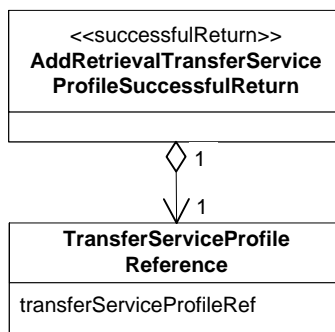 <<successfulReturn>>
AddRetrievalTransferService
ProfileSuccessfulReturn
1
1
TransferServiceProfile
Reference
transferServiceProfileRef